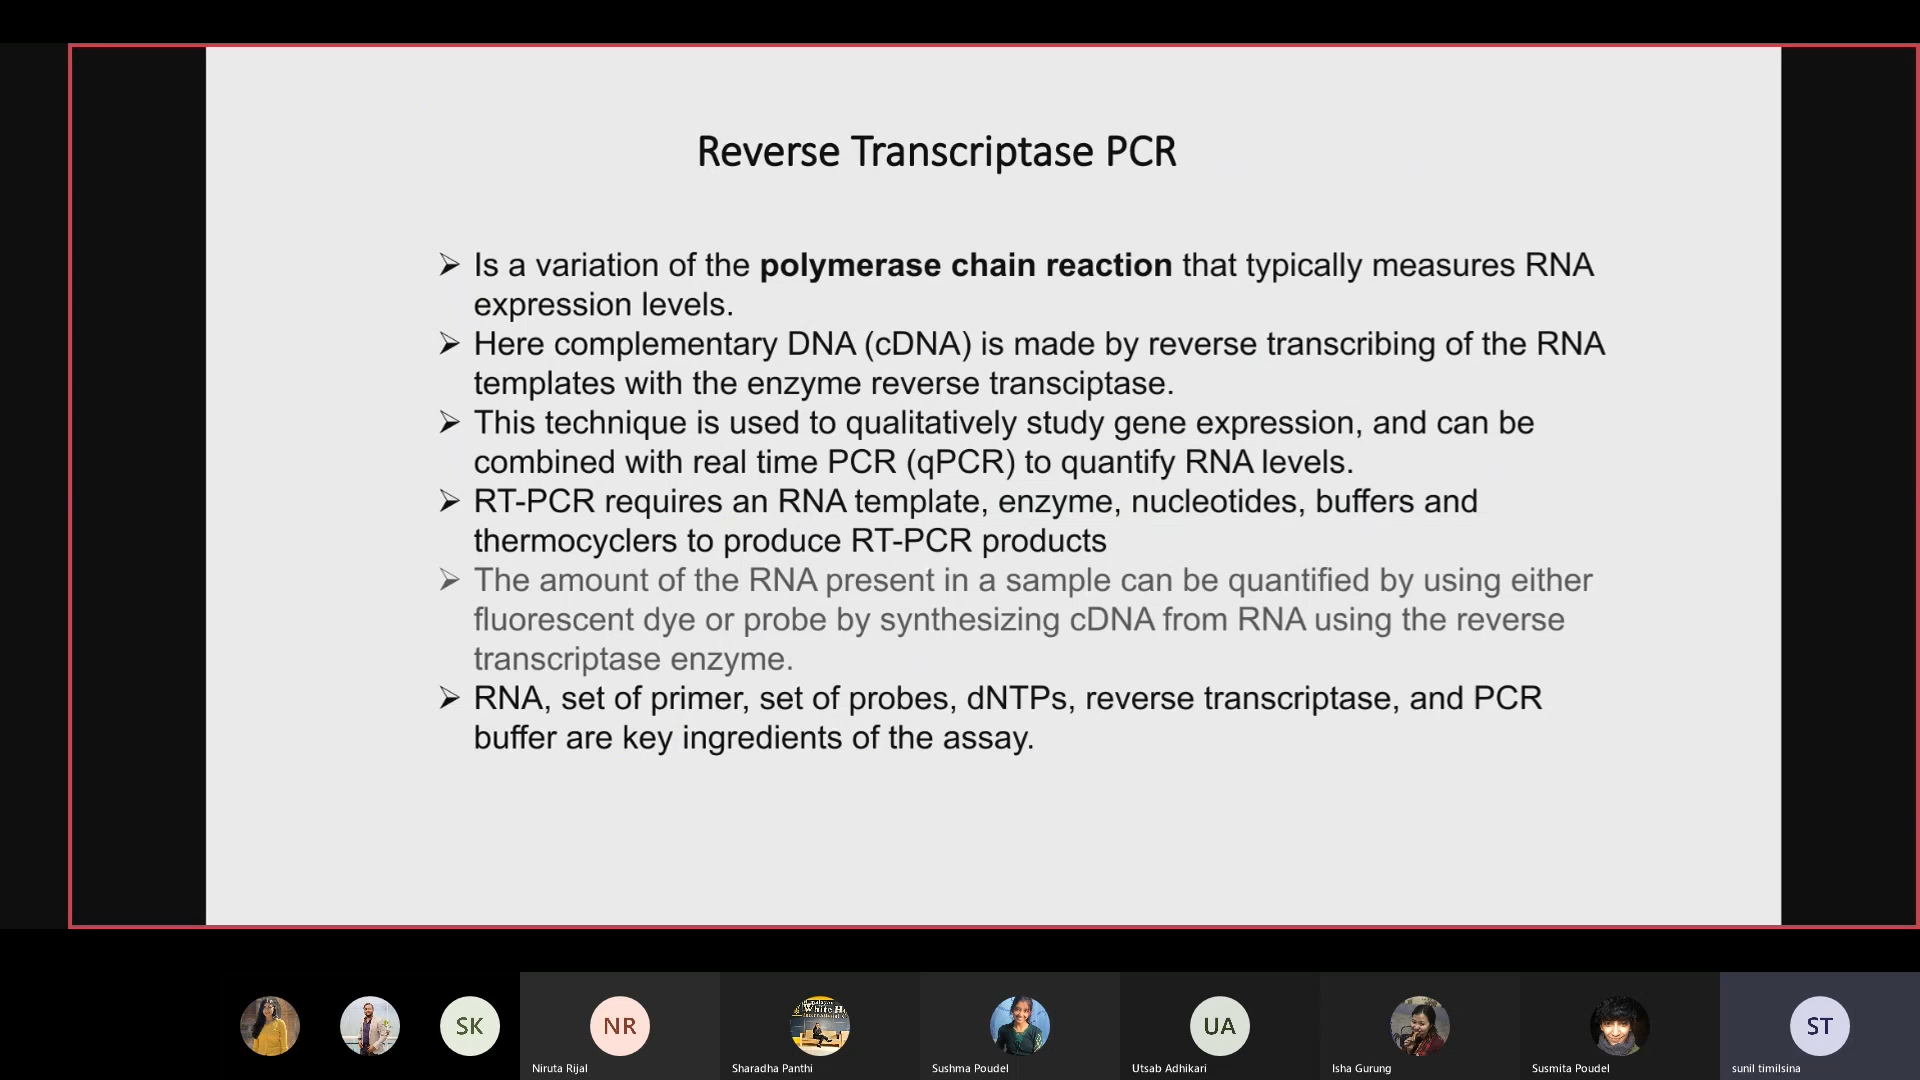 Reverse Transcriptase PCR
➢ Is a variation of the polymerase chain reaction that typically measures RNA
expression levels.
➢ Here complementary DNA (cDNA) is made by reverse transcribing of the RNA
templates with the enzyme reverse transciptase.
➢ This technique is used to qualitatively study gene expression, and can be
combined with real time PCR (qPCR) to quantify RNA levels.
➢ RT-PCR requires an RNA template, enzyme, nucleotides, buffers and
thermocyclers to produce RT-PCR products
➢ The amount of the RNA present in a sample can be quantified by using either
fluorescent dye or probe by synthesizing cDNA from RNA using the reverse
transcriptase enzyme.
➢ RNA, set of primer, set of probes, dNTPs, reverse transcriptase, and PCR
buffer are key ingredients of the assay.
SK NR UA ST
White H
Niruta Rijal Sharadha Panthi Sushma Poudel Utsab Adhikari Isha Gurung Susmita Poudel sunil timilsina